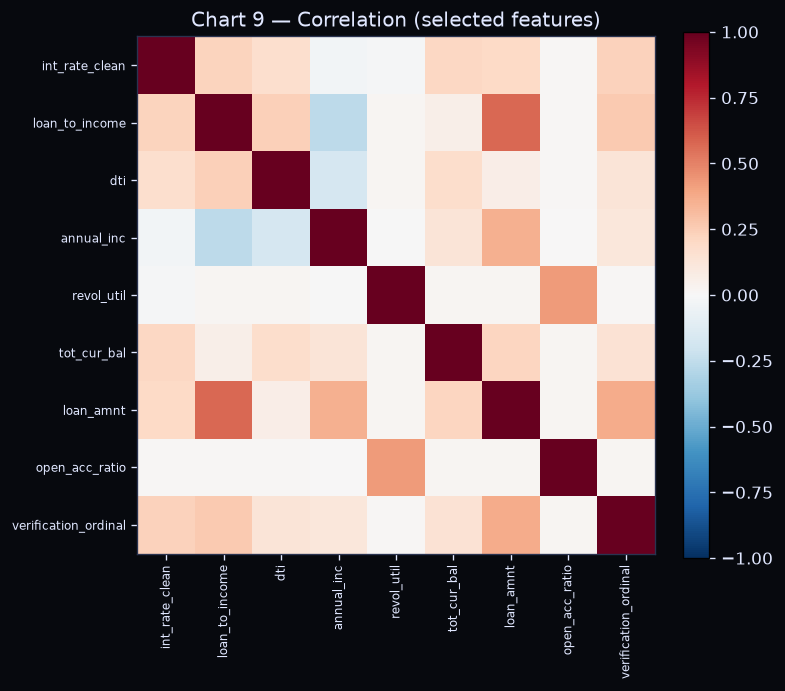 Chart 9 — Correlation (selected features)
int_rate_clean
loan_to_income
dti
annual_inc
revol_util
tot_cur_bal
loan_amnt
open_acc_ratio
verification_ordinal
int_rate_clean
loan_to_income
dti
annual_inc
revol_util
tot_cur_bal
loan_amnt
open_acc_ratio
verification_ordinal
1.00
0.75
0.50
0.25
0.00
−0.25
−0.50
−0.75
−1.00